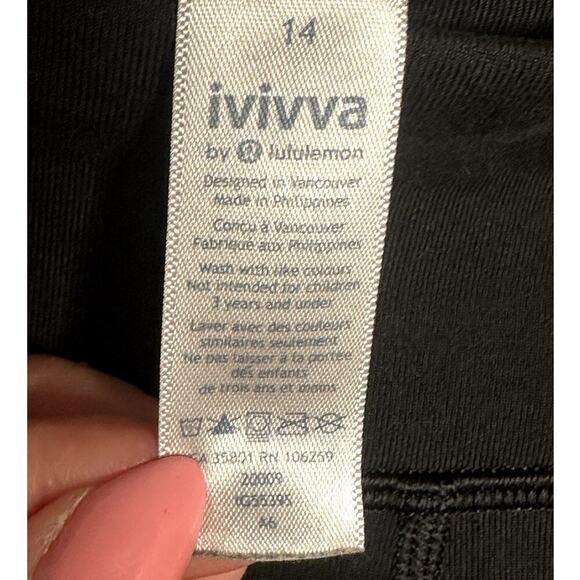 14
ivivva
by lululemon
Designed in Vancouver
Made in Philippines
Conçu à Vancouver
Fabriqué aux Philippines
Wash with like colours
Not intended for children
3 years and under
Laver avec des couleurs
similaires seulement
Ne pas laisser à la portée
des enfants
de trois ans et moins
CA 35801 RN 106259
20009